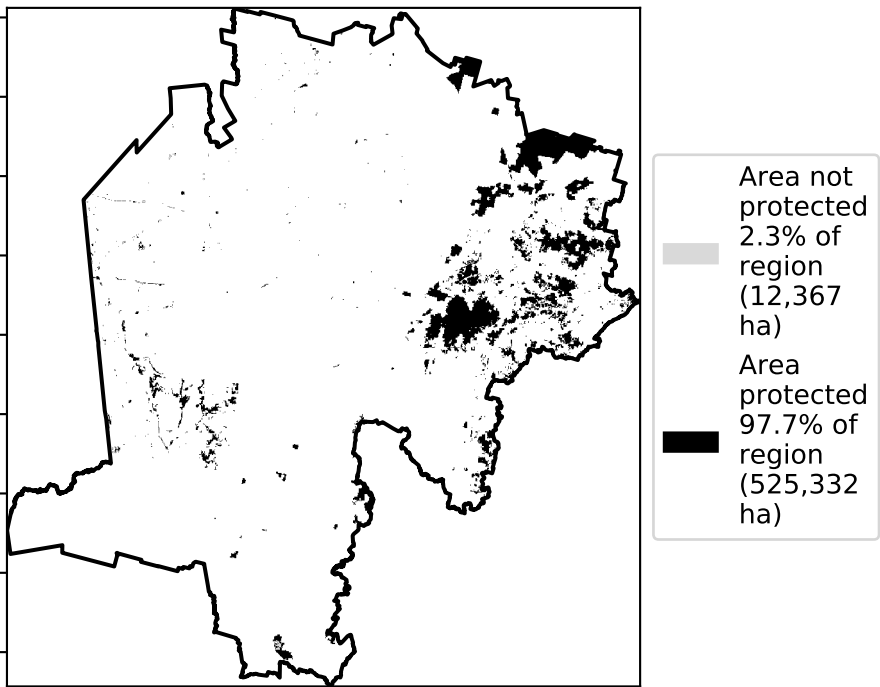 Area not
protected
2.3% of
region
(12,367
ha)
Area
protected
97.7% of
region
(525,332
ha)